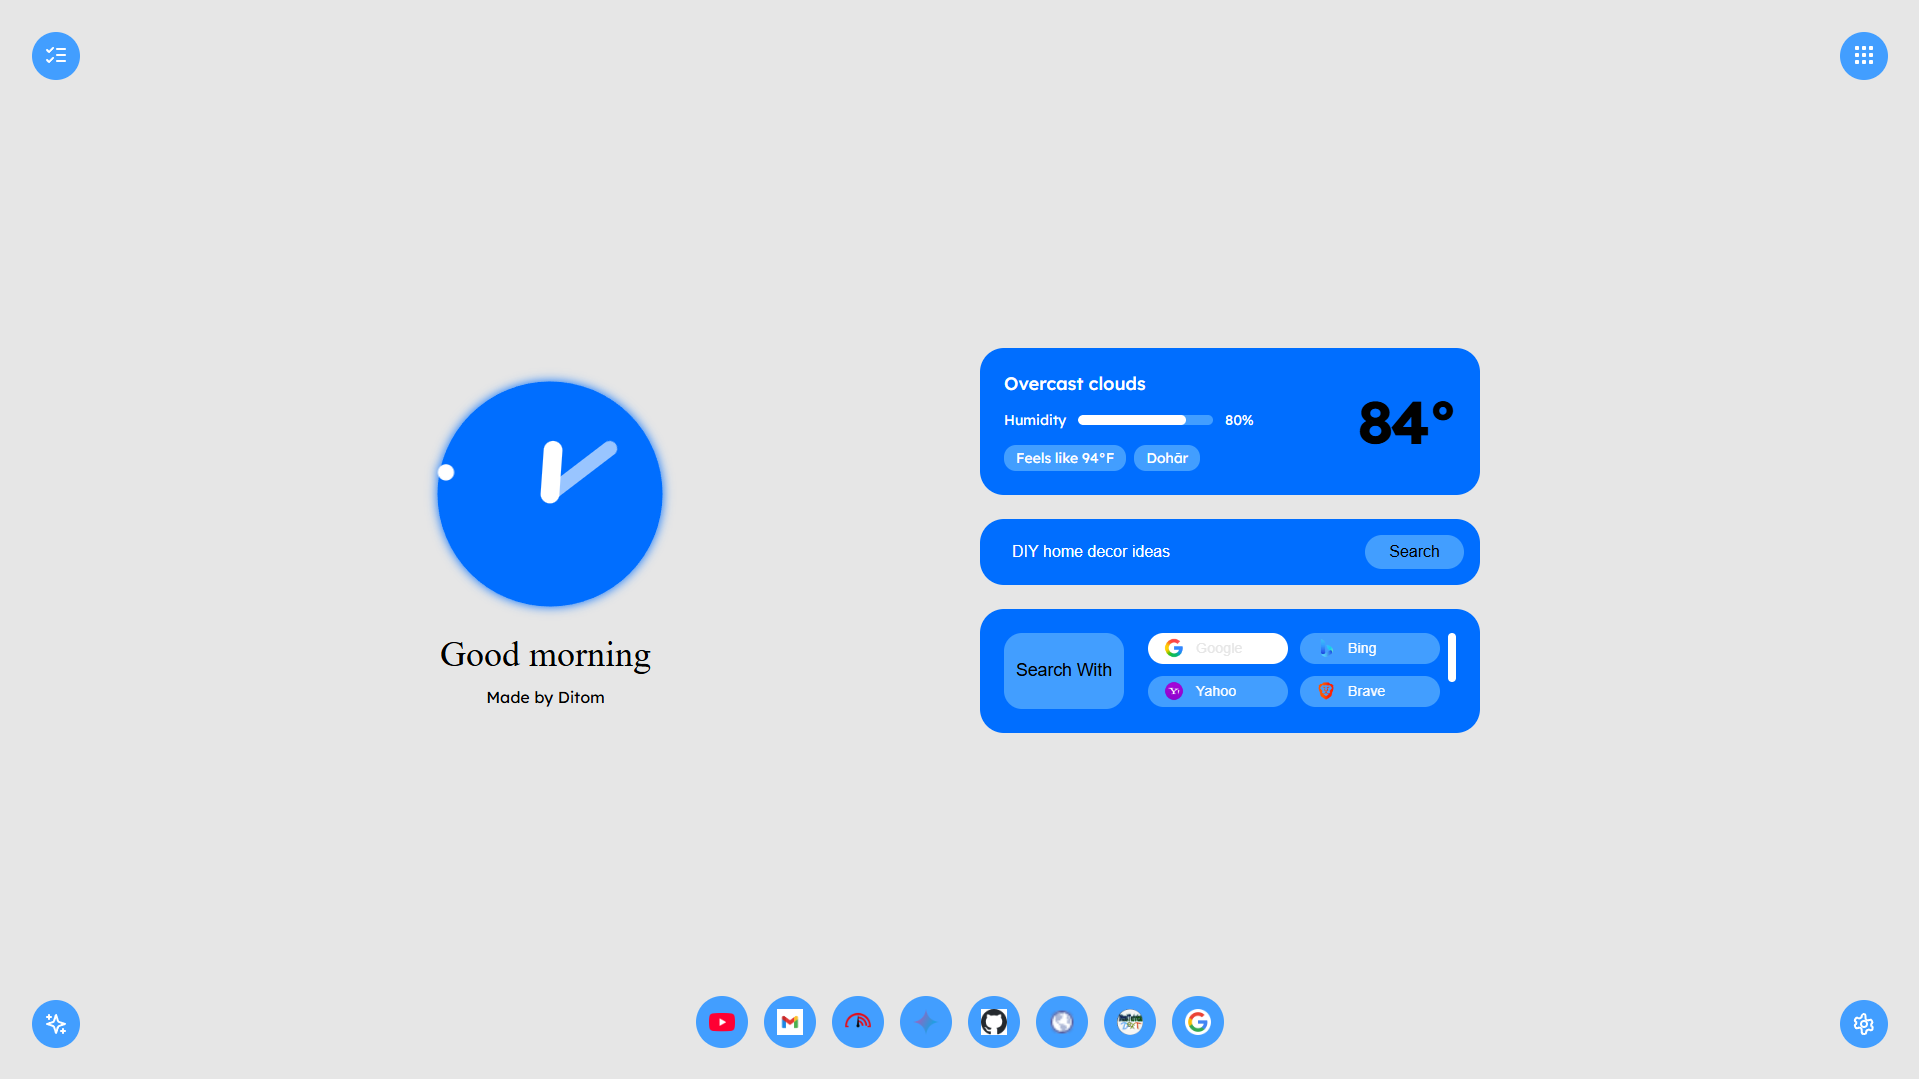 Good morning
Made by Ditom
Overcast clouds
Humidity 80%
Feels like 94°F Dohār
84°
DIY home decor ideas Search
Search With
Google Bing
Yahoo Brave